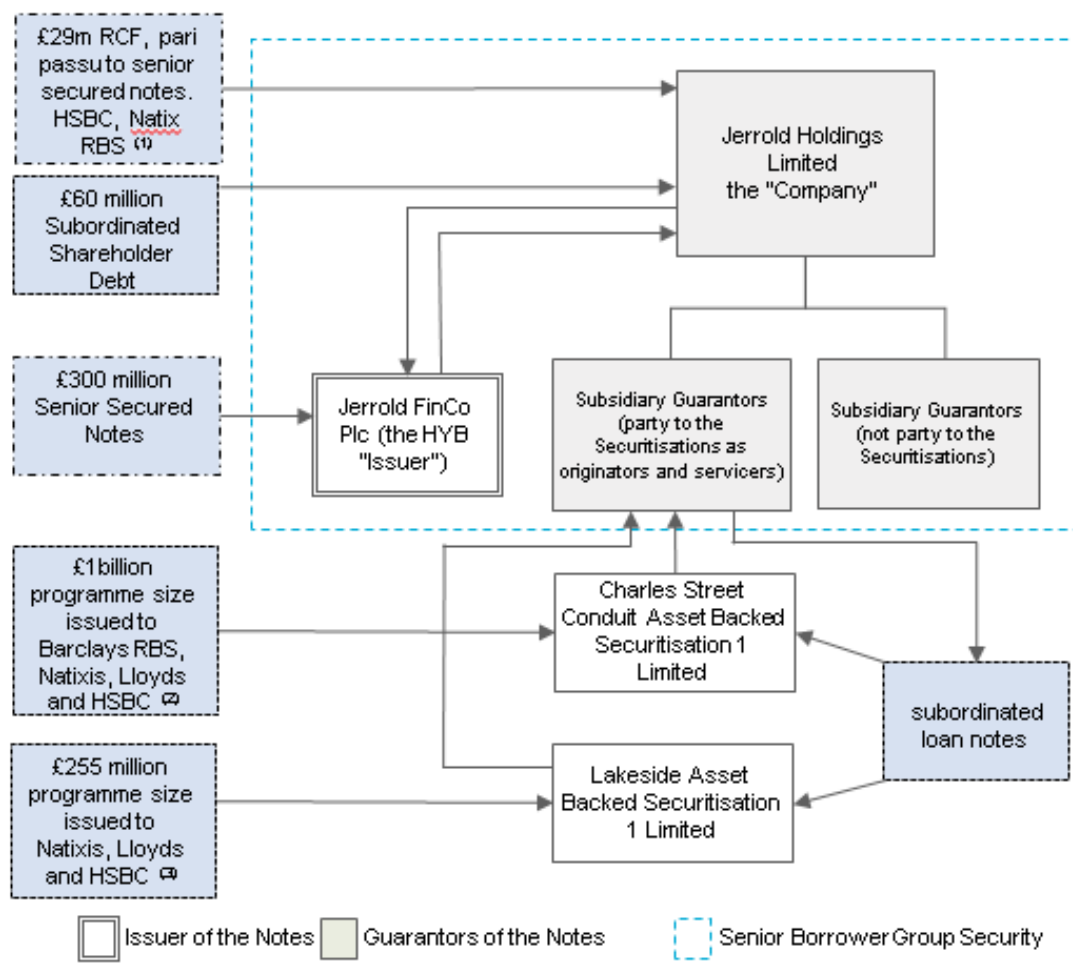 £29m RCF, pari
passu to senior
secured notes.
HSBC, Natix
RBS (1)
£60 million
Subordinated
Shareholder
Debt
£300 million
Senior Secured
Notes
£1billion
programme size
issued to
Barclays RBS,
Natixis, Lloyds
and HSBC (2)
£255 million
programme size
issued to
Natixis, Lloyds
and HSBC (3)
Jerrold Holdings
Limited
the "Company"
Jerrold FinCo
Plc (the HYB
"Issuer")
Subsidiary Guarantors
(party to the
Securitisations as
originators and servicers)
Subsidiary Guarantors
(not party to the
Securitisations)
Charles Street
Conduit Asset Backed
Securitisation 1
Limited
Lakeside Asset
Backed Securitisation
1 Limited
subordinated
loan notes
Issuer of the Notes
Guarantors of the Notes
Senior Borrower Group Security